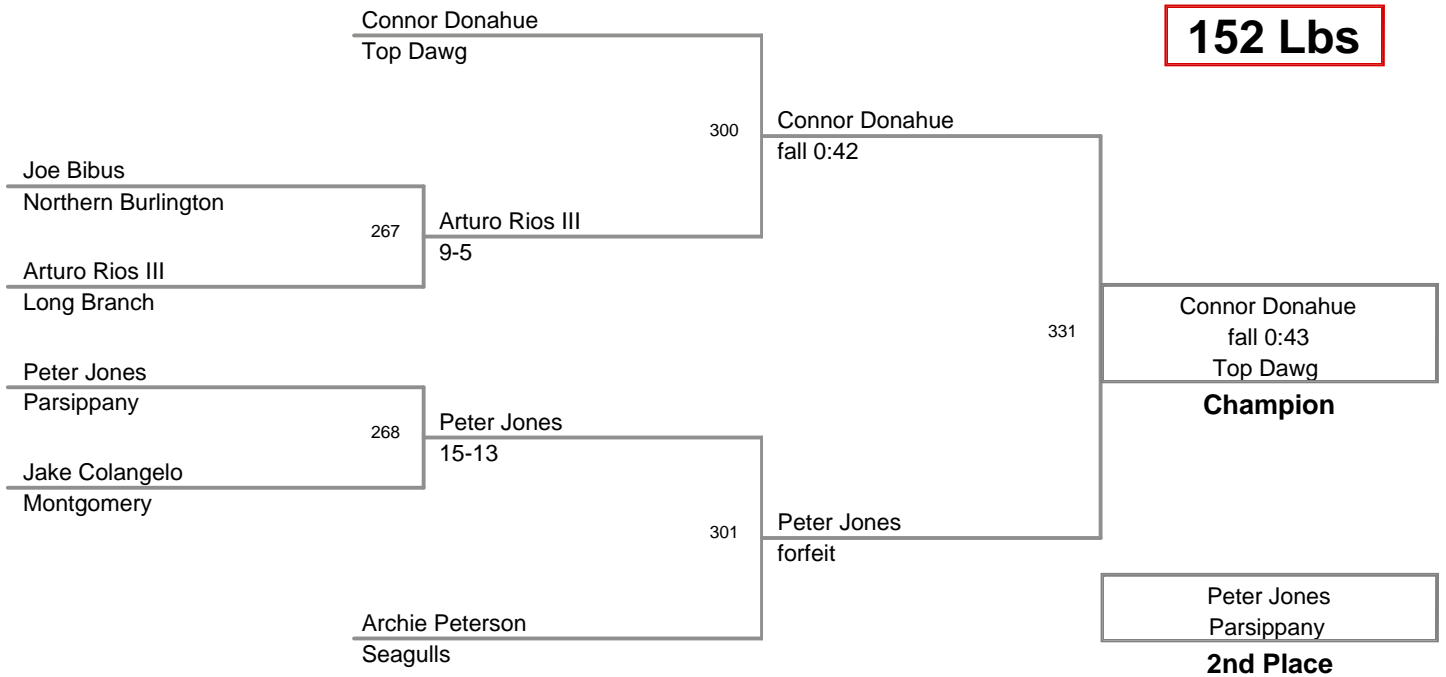 Connor Donahue
Top Dawg
152 Lbs
300
Connor Donahue
fall 0:42
Joe Bibus
Northern Burlington
267
Arturo Rios III
9-5
Arturo Rios III
Long Branch
331
Connor Donahue
fall 0:43
Top Dawg
Champion
Peter Jones
Parsippany
268
Peter Jones
15-13
Jake Colangelo
Montgomery
301
Peter Jones
forfeit
Archie Peterson
Seagulls
Peter Jones
Parsippany
2nd Place